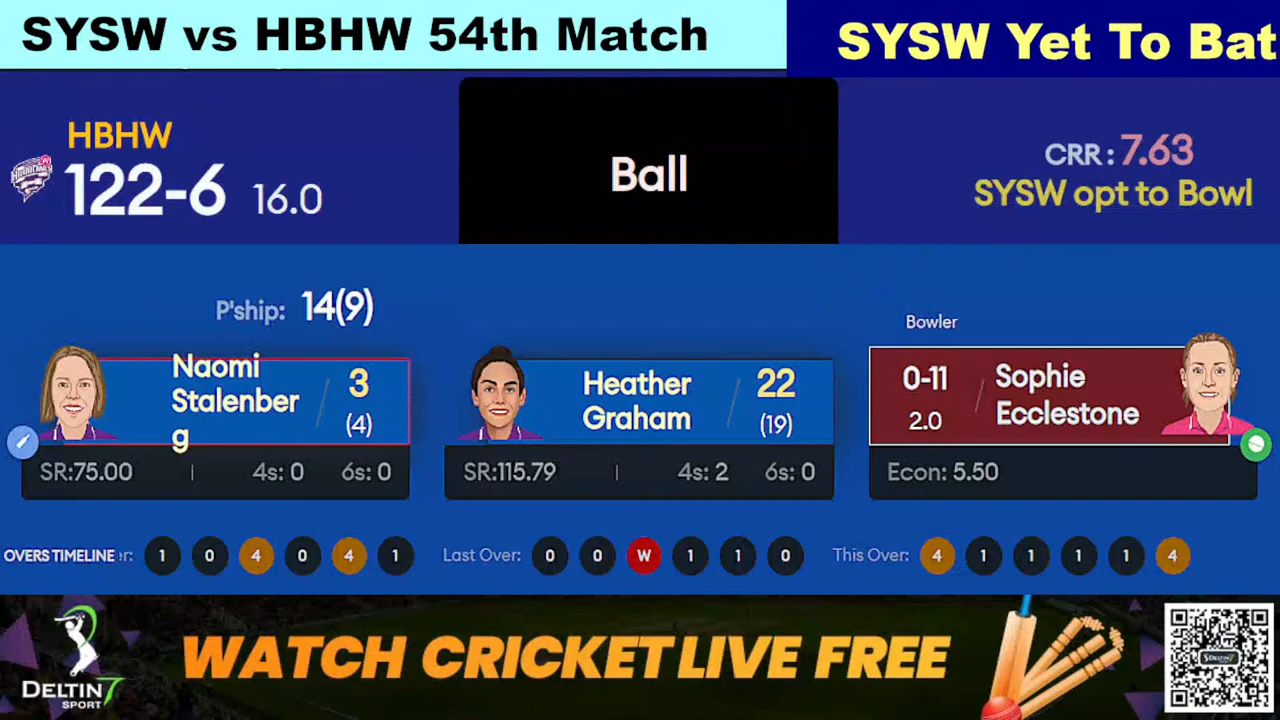 SYSW vs HBHW 54th Match
SYSW Yet To Bat
HBHW
122-6 16.0
Ball
CRR : 7.63
SYSW opt to Bowl
P'ship: 14(9)
Naomi
Stalenber
g
3
(4)
SR:75.00 | 4s: 0 6s: 0
Heather
Graham
22
(19)
SR:115.79 | 4s: 2 6s: 0
Bowler
0-11
2.0
Sophie
Ecclestone
Econ: 5.50
OVERS TIMELINE r: 1 0 4 0 4 1
Last Over: 0 0 W 1 1 0
This Over: 4 1 1 1 1 4
DELTIN7
SPORT
WATCH CRICKET LIVE FREE